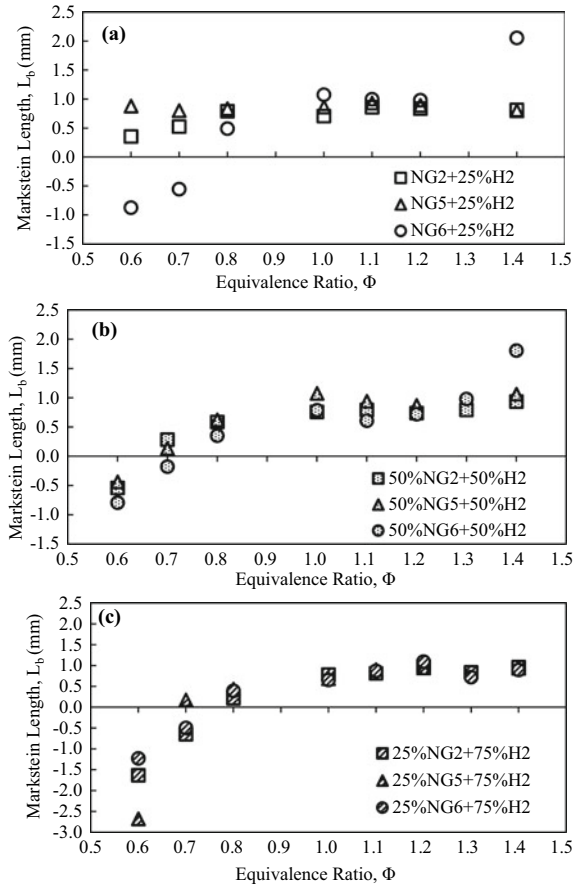 (a)
Markstein Length, Lb (mm)
2.5
2.0
1.5
1.0
0.5
0.0
-0.5
-1.0
-1.5
NG2+25%H2
NG5+25%H2
NG6+25%H2
0.5 0.6 0.7 0.8 0.9 1.0 1.1 1.2 1.3 1.4 1.5
Equivalence Ratio, Φ
(b)
Markstein Length, Lb (mm)
2.5
2.0
1.5
1.0
0.5
0.0
-0.5
-1.0
-1.5
50%NG2+50%H2
50%NG5+50%H2
50%NG6+50%H2
0.5 0.6 0.7 0.8 0.9 1.0 1.1 1.2 1.3 1.4 1.5
Equivalence Ratio, Φ
(c)
Markstein Length, Lb (mm)
2.5
2.0
1.5
1.0
0.5
0.0
-0.5
-1.0
-1.5
-2.0
-2.5
-3.0
25%NG2+75%H2
25%NG5+75%H2
25%NG6+75%H2
0.5 0.6 0.7 0.8 0.9 1.0 1.1 1.2 1.3 1.4 1.5
Equivalence Ratio, Φ